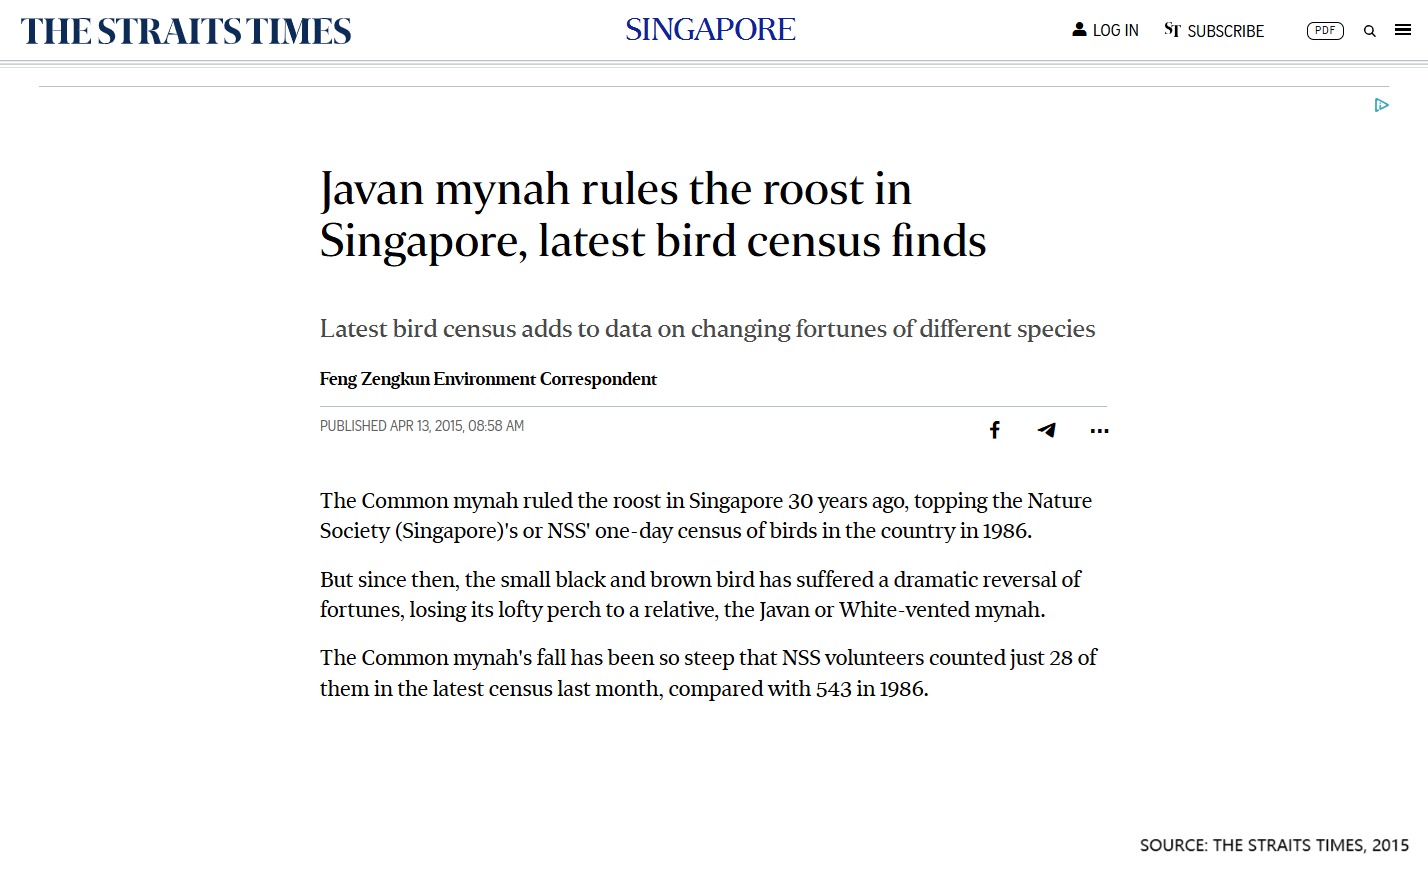 THE STRAITS TIMES
SINGAPORE
LOG IN
ST SUBSCRIBE
PDF
Javan mynah rules the roost in
Singapore, latest bird census finds
Latest bird census adds to data on changing fortunes of different species
Feng Zengkun Environment Correspondent
PUBLISHED APR 13, 2015, 08:58 AM
The Common mynah ruled the roost in Singapore 30 years ago, topping the Nature
Society (Singapore)'s or NSS' one-day census of birds in the country in 1986.
But since then, the small black and brown bird has suffered a dramatic reversal of
fortunes, losing its lofty perch to a relative, the Javan or White-vented mynah.
The Common mynah's fall has been so steep that NSS volunteers counted just 28 of
them in the latest census last month, compared with 543 in 1986.
SOURCE: THE STRAITS TIMES, 2015